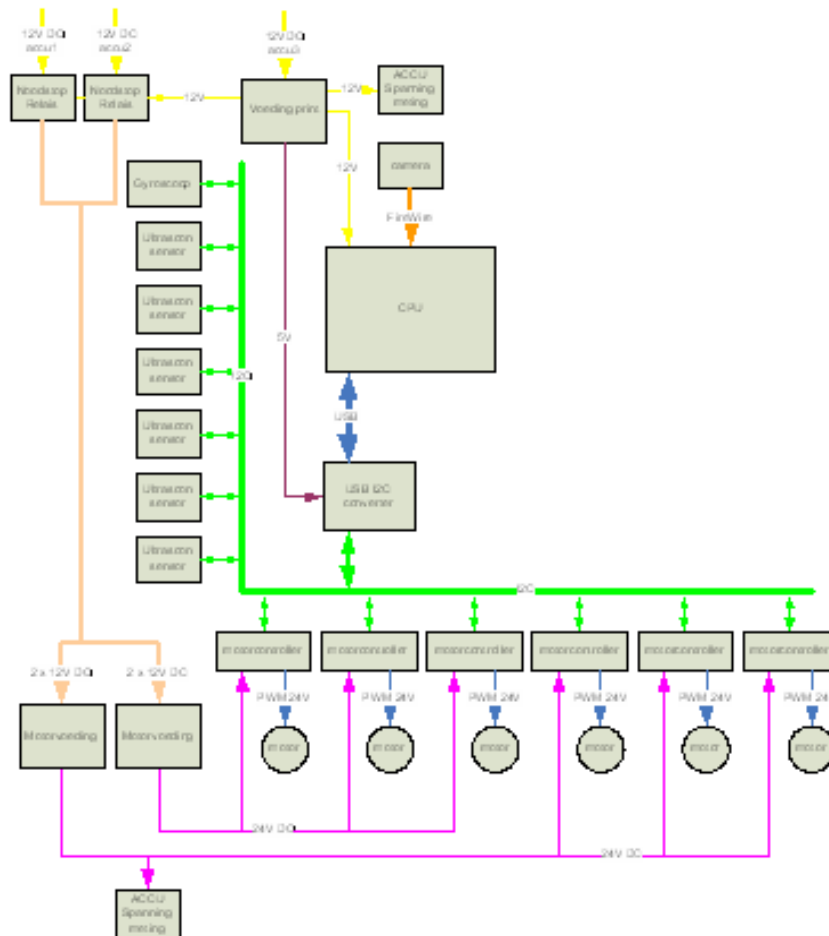 12V DC
accu1
12V DC
accu2
12V DC
accu3
Noodstop
Relais
Noodstop
Relais
12V
Voeding print
12V
ACCU
Spanning
meting
12V
camera
FireWire
Gyroscoop
Ultrasoon
sensor
Ultrasoon
sensor
Ultrasoon
sensor
Ultrasoon
sensor
Ultrasoon
sensor
Ultrasoon
sensor
CPU
5V
I2C
USB
USB I2C
converter
I2C
motorcontroller
motorcontroller
motorcontroller
motorcontroller
motorcontroller
motorcontroller
2 x 12V DC
2 x 12V DC
PWM 24V
PWM 24V
PWM 24V
PWM 24V
PWM 24V
PWM 24
Motorvoeding
Motorvoeding
motor
motor
motor
motor
motor
motor
24V DC
24V DC
ACCU
Spanning
meting